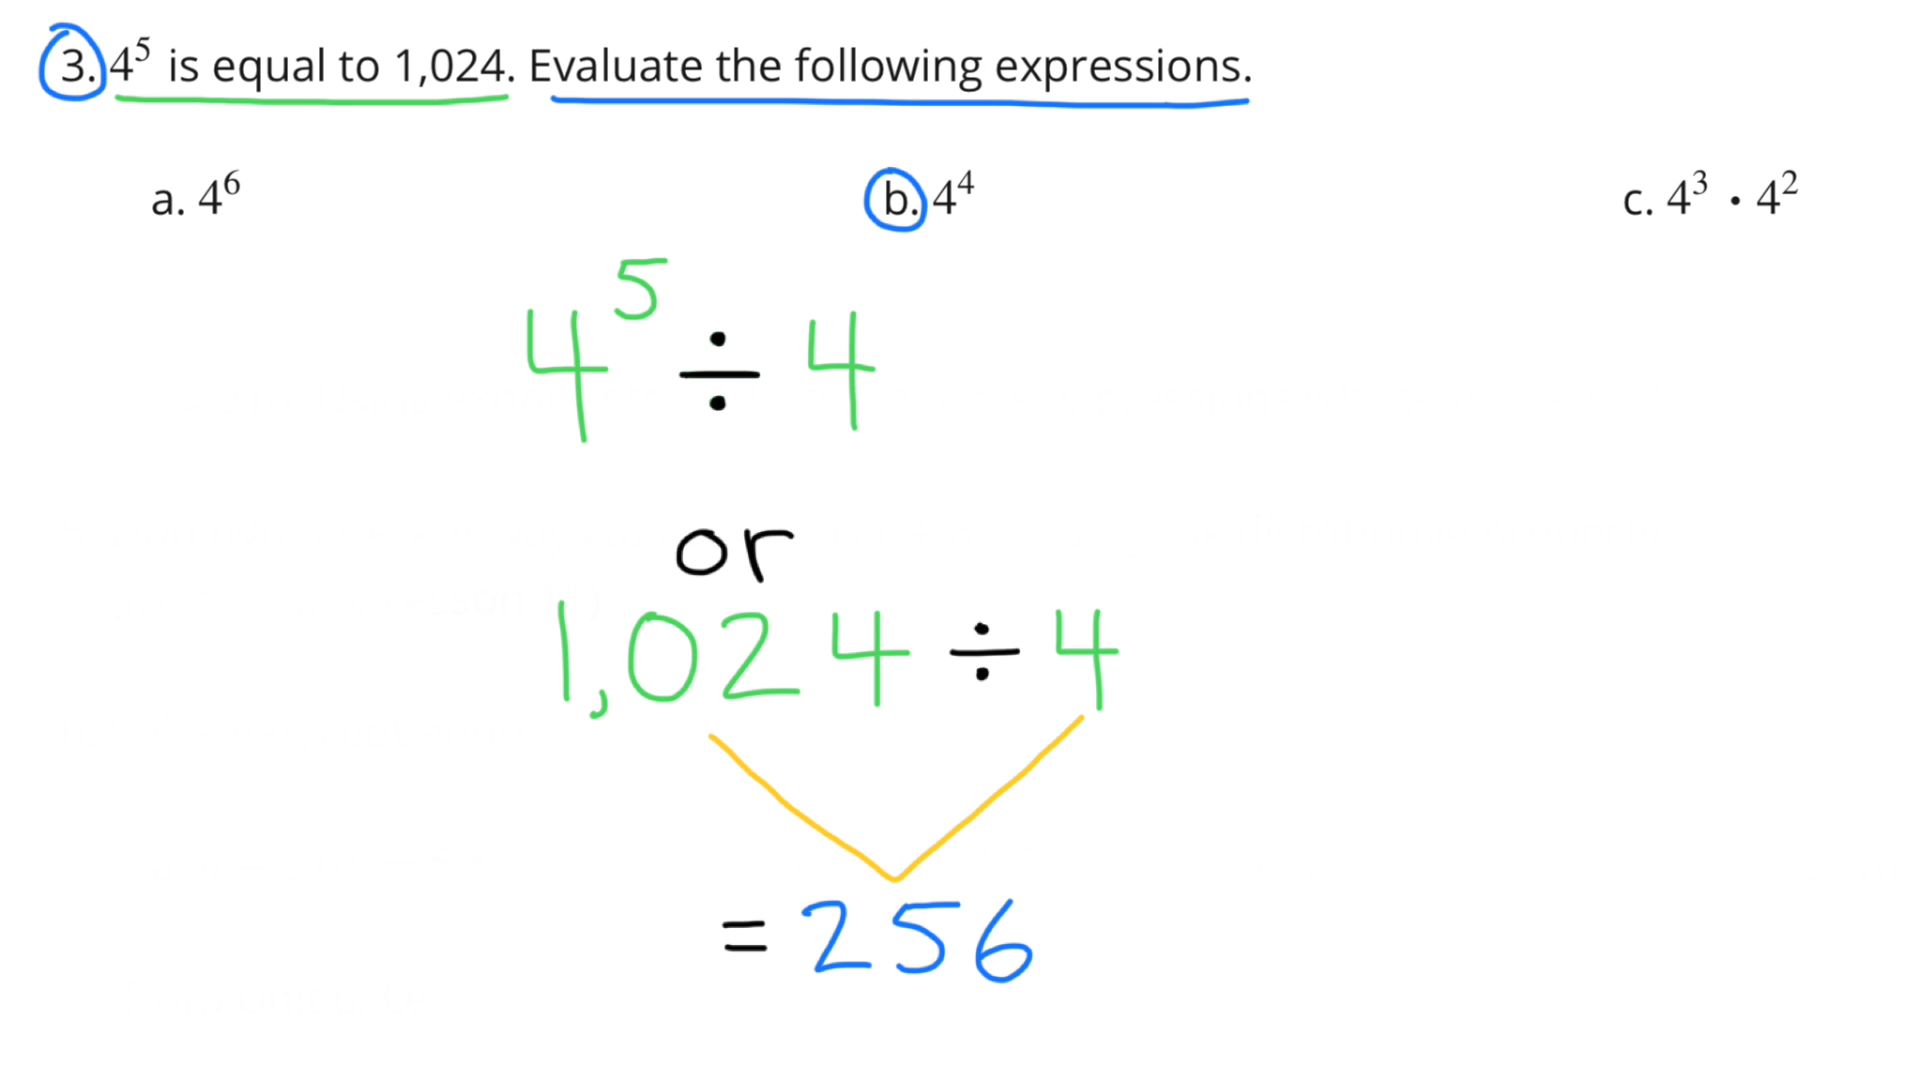 3. 4⁵ is equal to 1,024. Evaluate the following expressions.
a. 4⁶ b. 4⁴ c. 4³ · 4²
4⁵ ÷ 4
or
1,024 ÷ 4
= 256